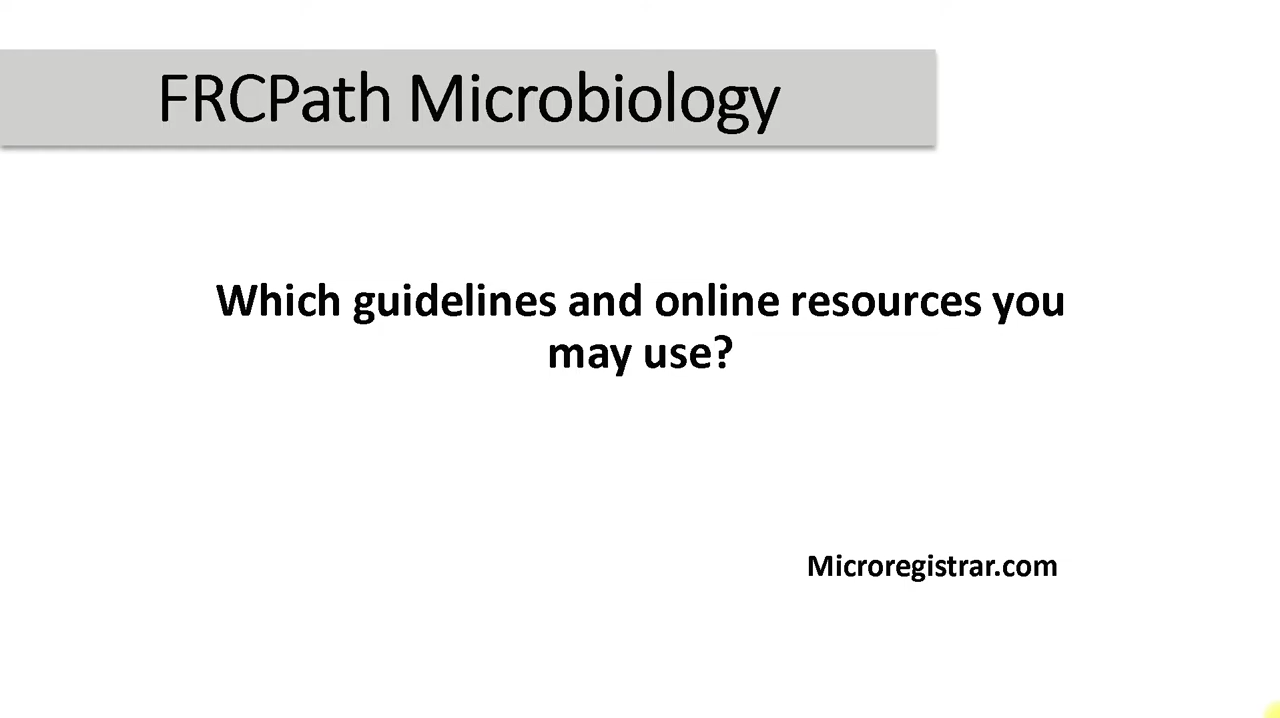 FRCPath Microbiology
Which guidelines and online resources you
may use?
Microregistrar.com